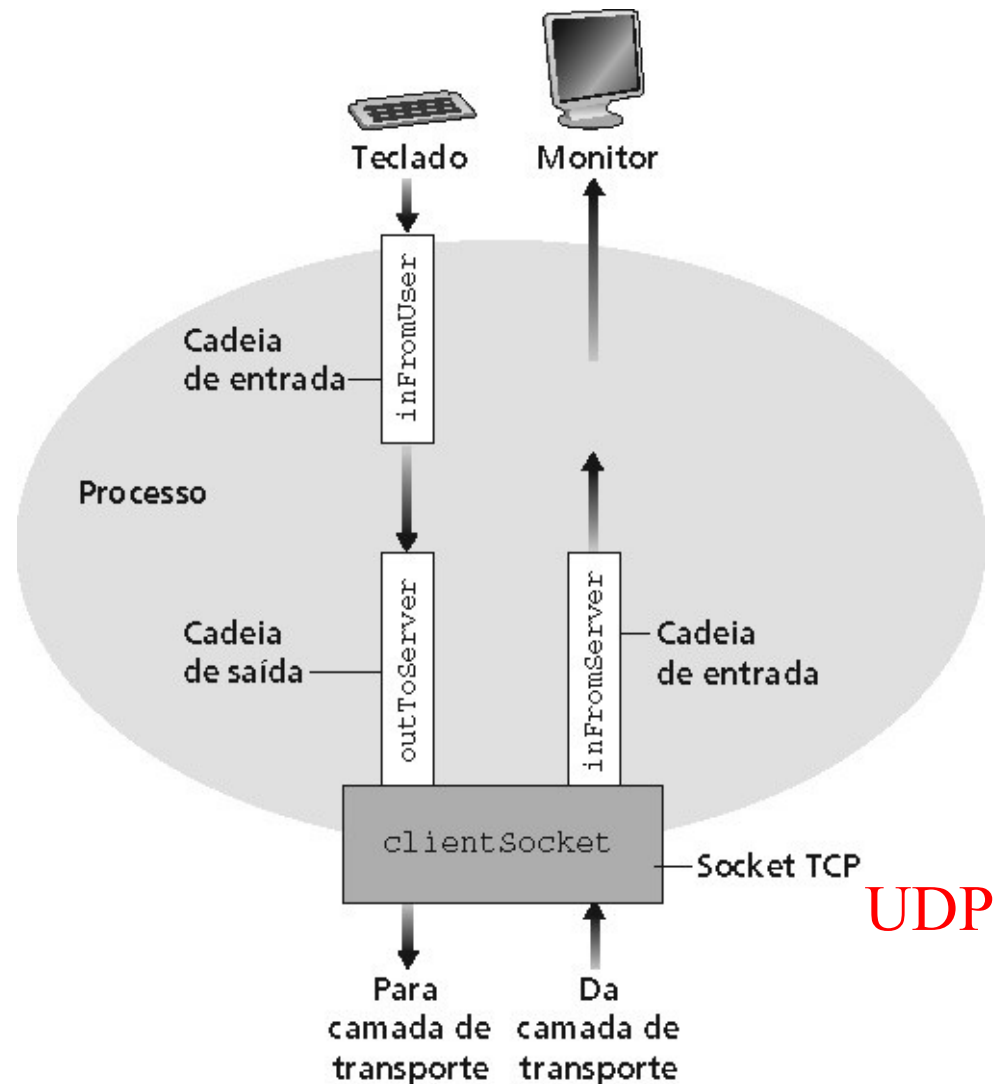 Teclado
Monitor
inFromUser
Cadeia
de entrada
Processo
Cadeia
de saída
outToServer
inFromServer
Cadeia
de entrada
clientSocket
Socket TCP
UDP
Para
camada de
transporte
Da
camada de
transporte